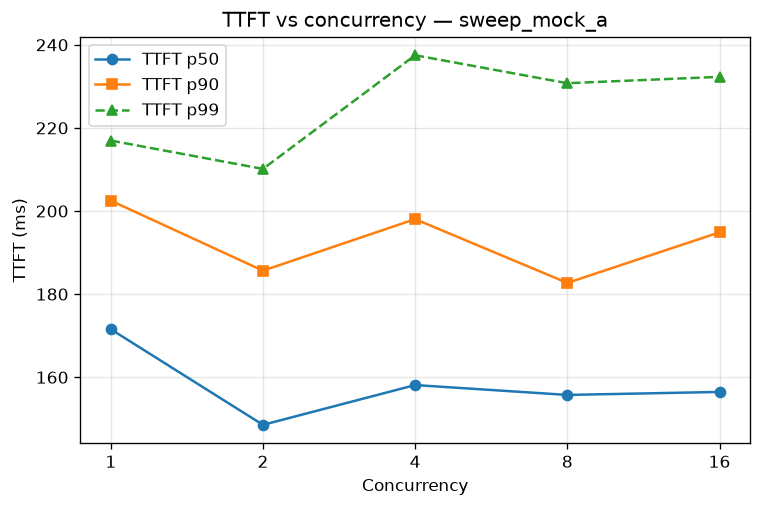 TTFT vs concurrency — sweep_mock_a
TTFT p50
TTFT p90
TTFT p99
TTFT (ms)
240
220
200
180
160
1 2 4 8 16
Concurrency